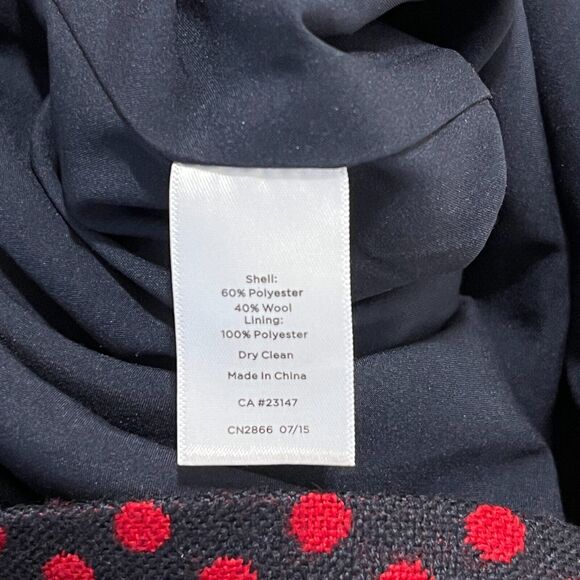 Shell:
60% Polyester
40% Wool
Lining:
100% Polyester
Dry Clean
Made In China
CA #23147
CN2866 07/15